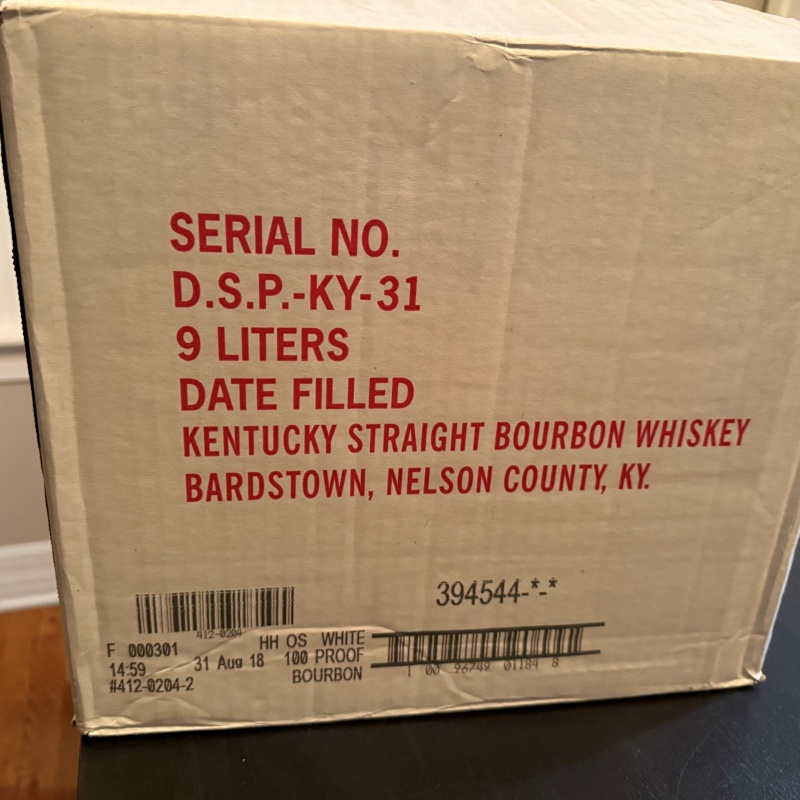 SERIAL NO.
D.S.P.-KY-31
9 LITERS
DATE FILLED
KENTUCKY STRAIGHT BOURBON WHISKEY
BARDSTOWN, NELSON COUNTY, KY.
394544-*-*
412-0204
F 000301
14:59
#412-0204-2
31 Aug 18
HH OS WHITE
100 PROOF
BOURBON
1 00 96749 01184 8